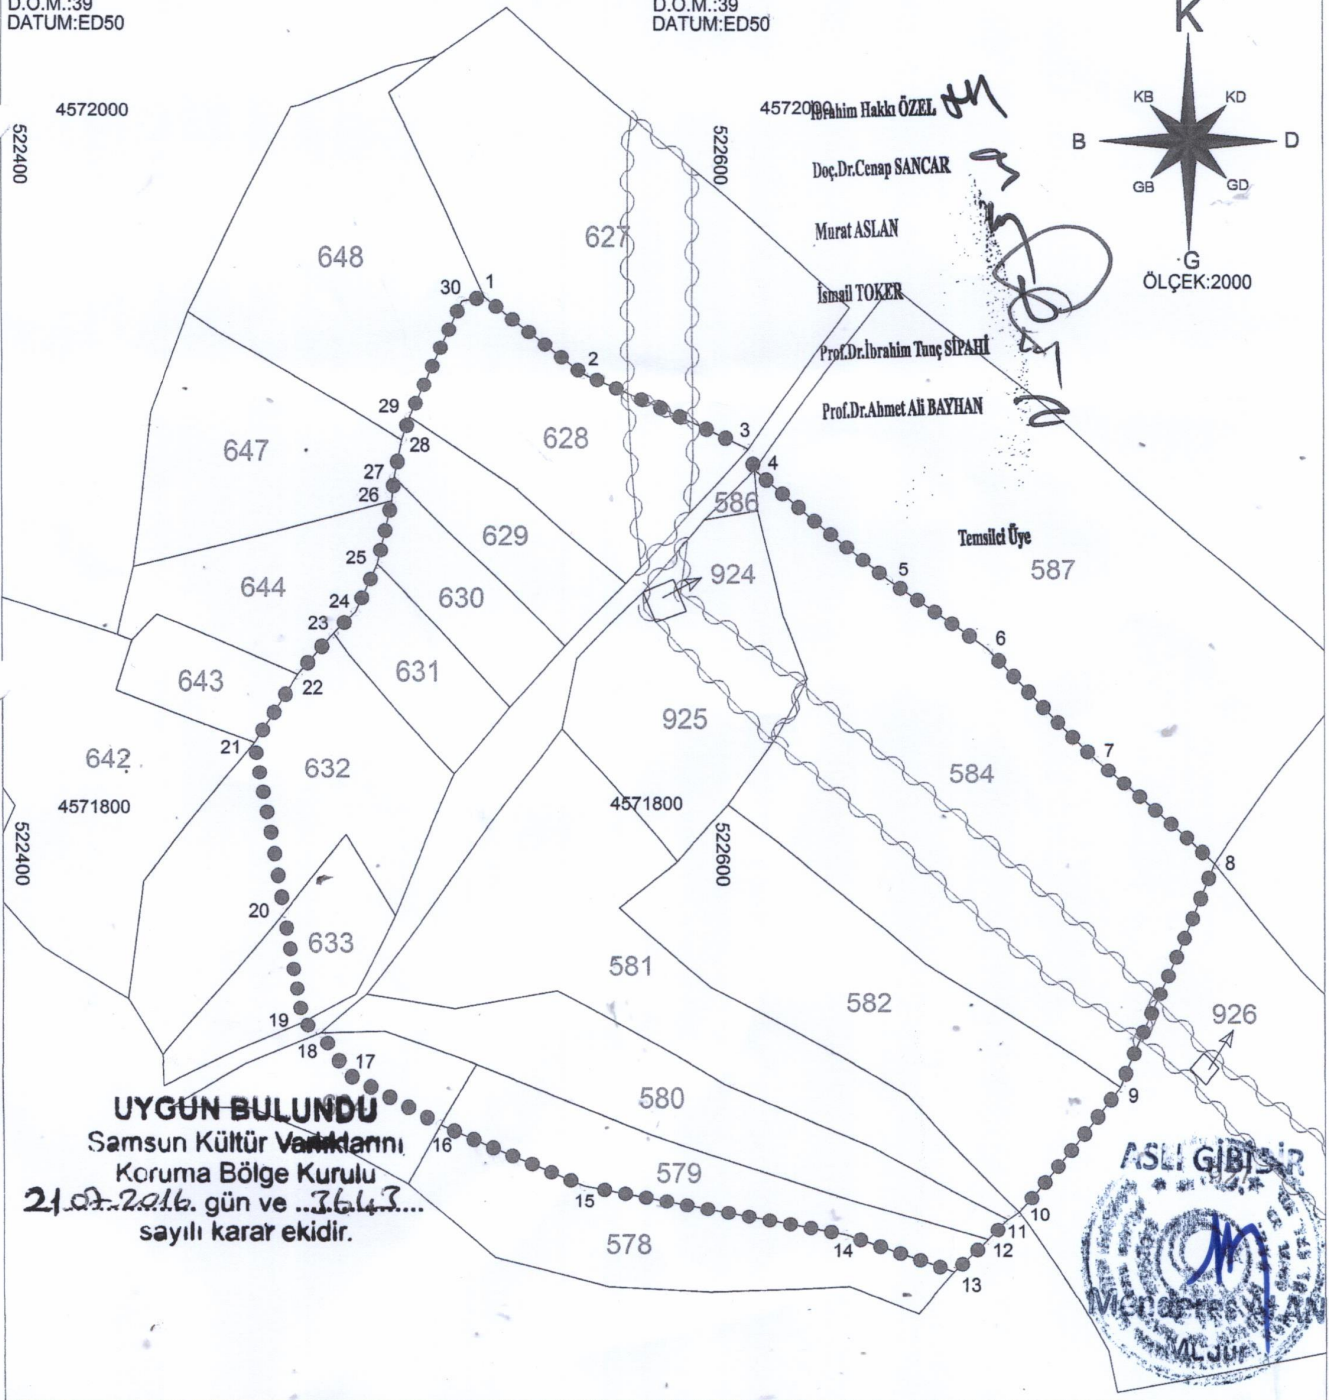 D.O.M.:39
DATUM:ED50
D.O.M.:39
DATUM:ED50
K
KB
KD
B
D
GB
GD
G
ÖLÇEK:2000
4572000
522400
522600
İbrahim Hakkı ÖZEL
Doç.Dr.Cenap SANCAR
Murat ASLAN
İsmail TOKER
Prof.Dr.İbrahim Tunç SİPAHİ
Prof.Dr.Ahmet Ali BAYHAN
Temsilci Üye
648
627
30
1
2
3
4
29
28
647
628
27
26
586
629
25
644
630
924
587
5
24
23
6
643
22
631
21
925
7
642
632
584
4571800
4571800
522400
522600
8
20
633
581
582
19
18
17
926
580
9
16
579
15
10
11
12
578
14
13
UYGUN BULUNDU
Samsun Kültür Varlıklarını
Koruma Bölge Kurulu
21.07.2016. gün ve ..3643...
sayılı karar ekidir.
ASLI GİBİDİR